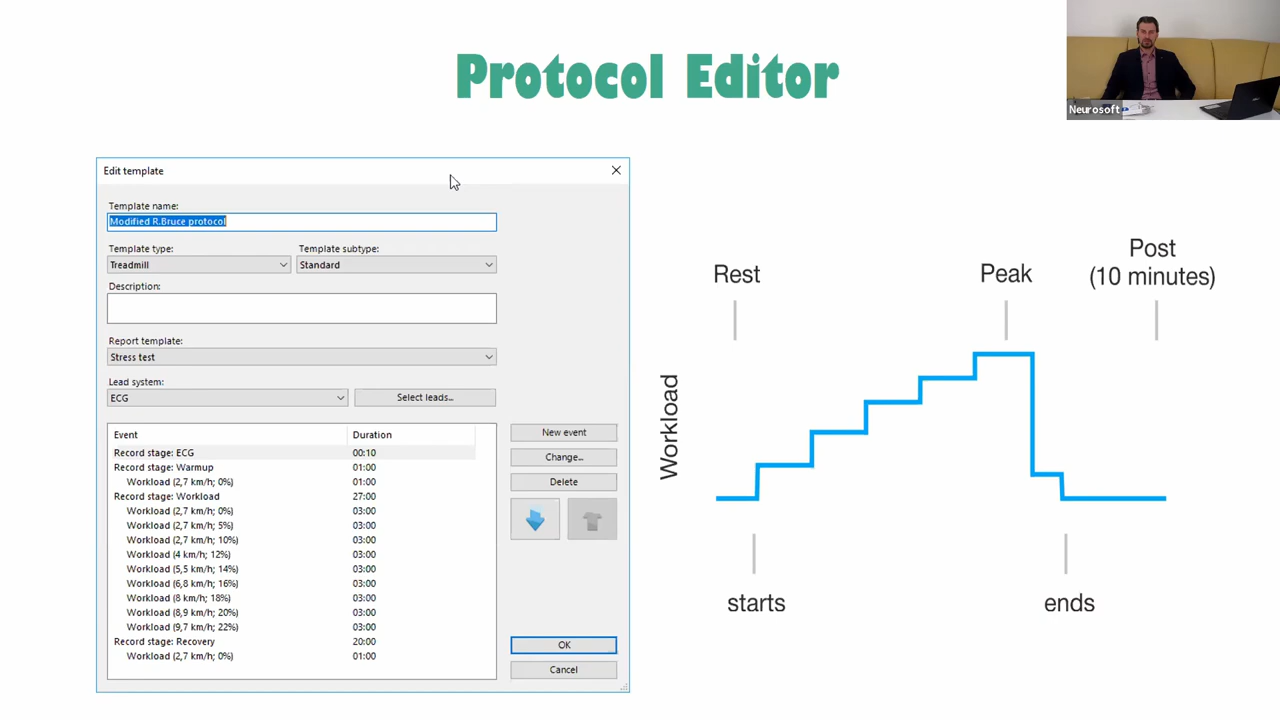 Protocol Editor
Neurosoft
Edit template
Template name:
Modified R.Bruce protocol
Template type:
Template subtype:
Treadmill
Standard
Description:
Report template:
Stress test
Lead system:
ECG
Select leads...
Event Duration
Record stage: ECG 00:10
Record stage: Warmup 01:00
Workload (2,7 km/h; 0%) 01:00
Record stage: Workload 27:00
Workload (2,7 km/h; 0%) 03:00
Workload (2,7 km/h; 5%) 03:00
Workload (2,7 km/h; 10%) 03:00
Workload (4 km/h; 12%) 03:00
Workload (5,5 km/h; 14%) 03:00
Workload (6,8 km/h; 16%) 03:00
Workload (8 km/h; 18%) 03:00
Workload (8,9 km/h; 20%) 03:00
Workload (9,7 km/h; 22%) 03:00
Record stage: Recovery 20:00
Workload (2,7 km/h; 0%) 01:00
New event
Change...
Delete
OK
Cancel
Rest
Peak
Post
(10 minutes)
Workload
starts
ends